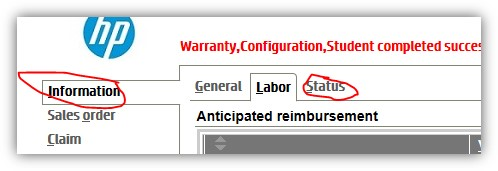 hp
Warranty,Configuration,Student completed succes
Information
General Labor Status
Sales order
Anticipated reimbursement
Claim